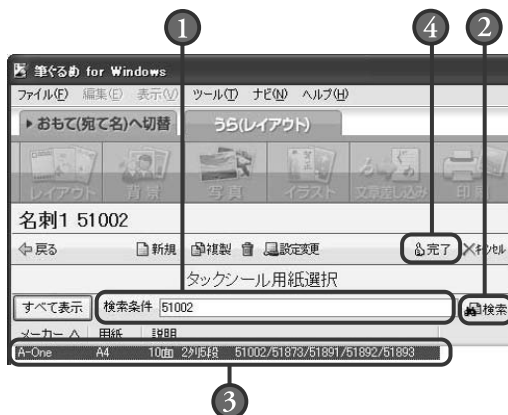 1
4
2
筆ぐるめ for Windows
ファイル(F) 編集(E) 表示(V) ツール(T) ナビ(N) ヘルプ(H)
▶おもて(宛て名)へ切替 うら(レイアウト)
レイアウト 背景 写真 イラスト 文章差し込み 印刷
名刺1 51002
戻る 新規 複製 設定変更 完了 キャンセル
タックシール用紙選択
すべて表示 検索条件 51002 検索
メーカー 用紙 説明
A-One A4 10面 2列5段 51002/51873/51891/51892/51893
3